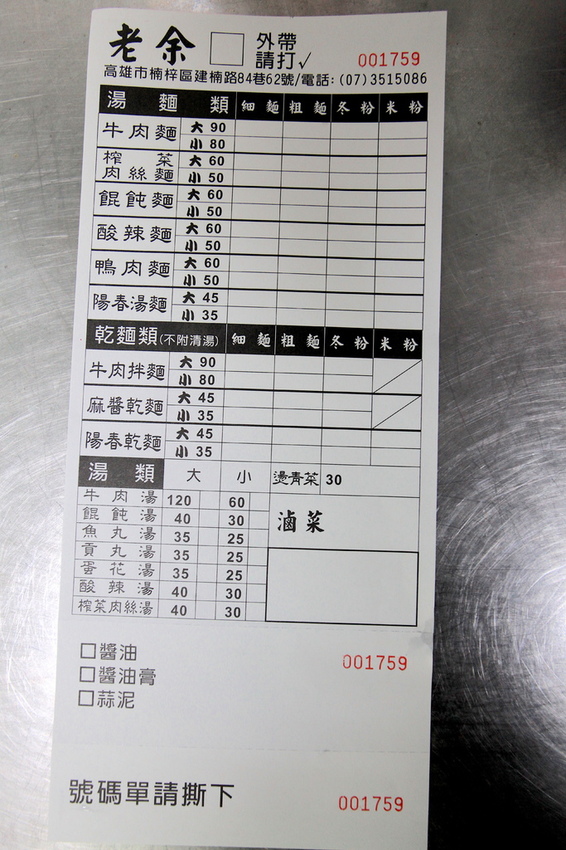 老余 □ 外帶
請打✓ 001759
高雄市楠梓區建楠路84巷62號/電話:(07)3515086
湯麵類 細麵 粗麵 冬粉 米粉
牛肉麵 大 90
小 80
榨菜肉絲麵 大 60
小 50
餛飩麵 大 60
小 50
酸辣麵 大 60
小 50
鴨肉麵 大 60
小 50
陽春湯麵 大 45
小 35
乾麵類(不附清湯) 細麵 粗麵 冬粉 米粉
牛肉拌麵 大 90
小 80
麻醬乾麵 大 45
小 35
陽春乾麵 大 45
小 35
湯類 大 小 燙青菜 30
牛肉湯 120 60
餛飩湯 40 30
滷菜
魚丸湯 35 25
貢丸湯 35 25
蛋花湯 35 25
酸辣湯 40 30
榨菜肉絲湯 40 30
□醬油 001759
□醬油膏
□蒜泥
號碼單請撕下 001759